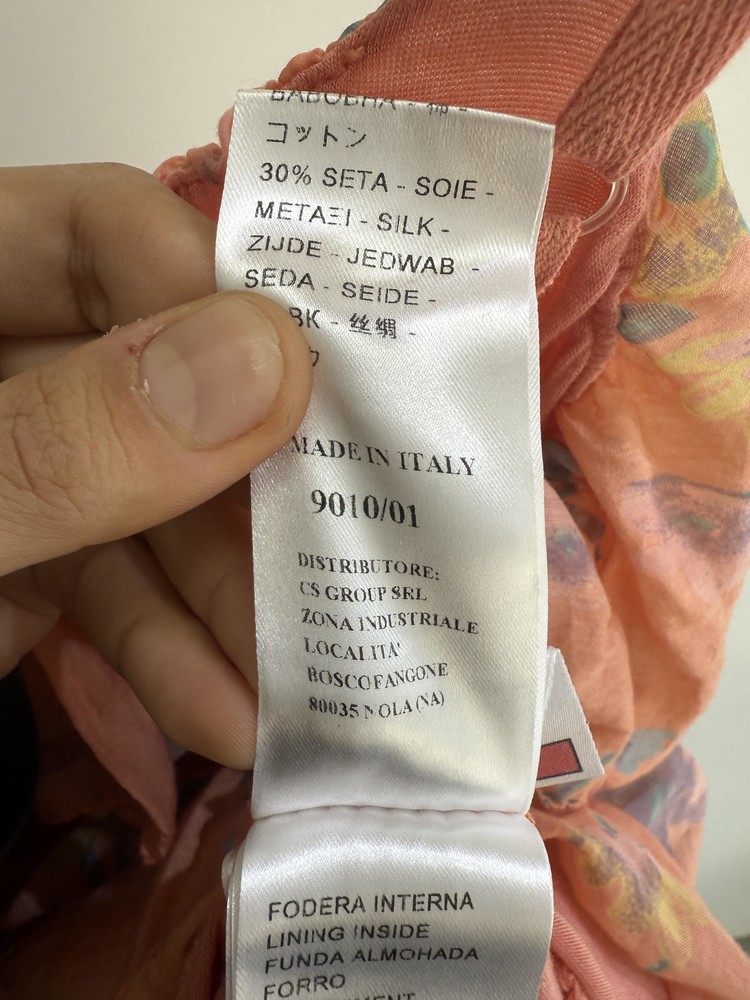 BABODHA - 棉 -
コットン
30% SETA - SOIE -
METAΞI - SILK -
ZIJDE - JEDWAB -
SEDA - SEIDE -
- 丝绸 -
MADE IN ITALY
9010/01
DISTRIBUTORE:
CS GROUP SRL
ZONA INDUSTRIALE
LOCALITA'
BOSCOFANGONE
80035 NOLA (NA)
FODERA INTERNA
LINING INSIDE
FUNDA ALMOHADA
FORRO